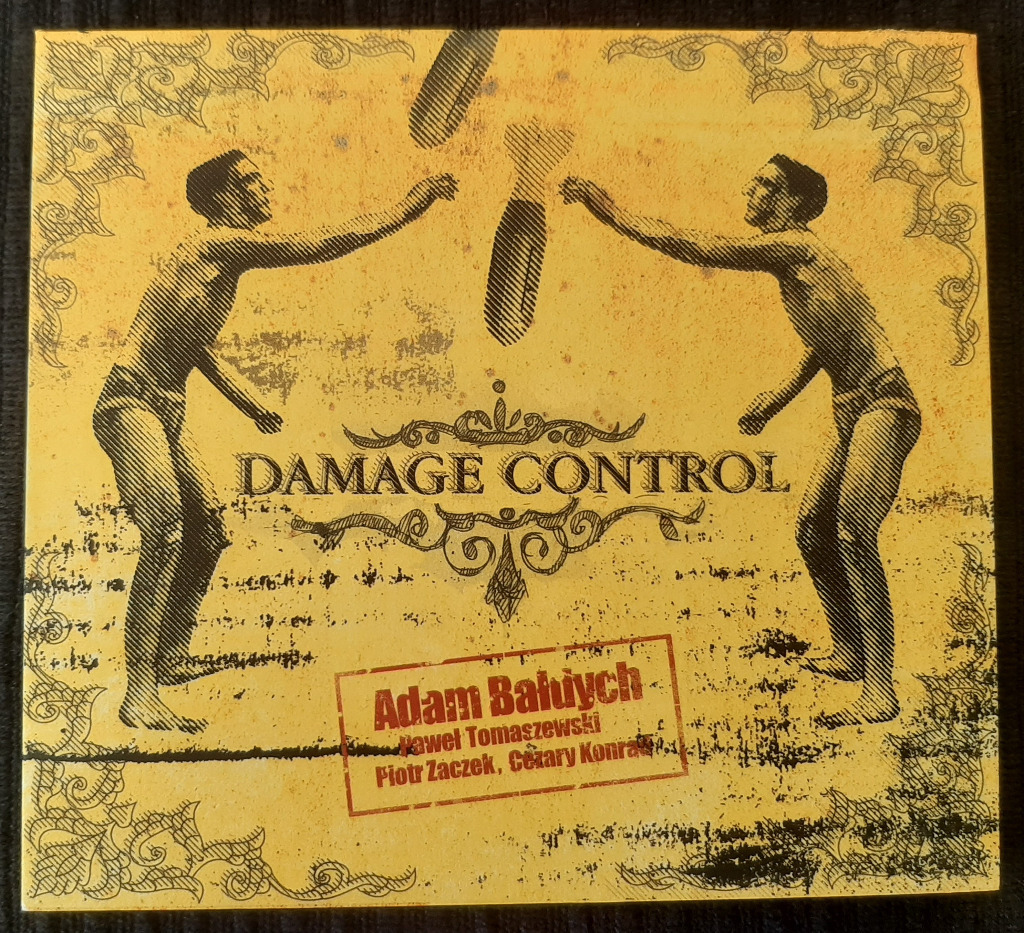 DAMAGE CONTROL
Adam Bałdych
Paweł Tomaszewski
Piotr Żaczek, Cezary Konrad